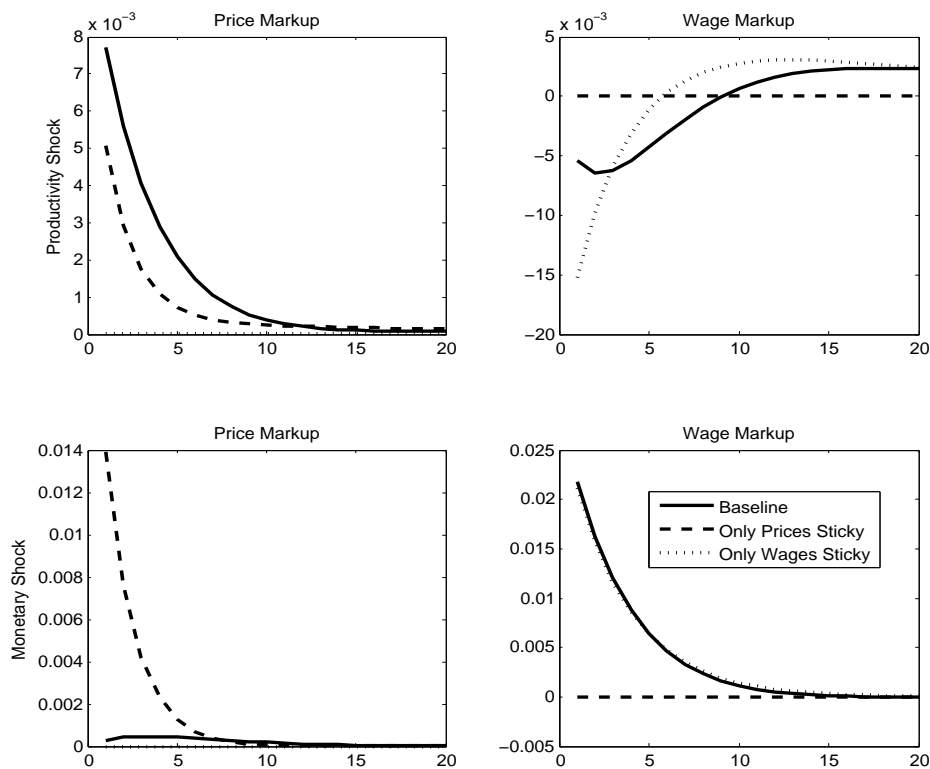 Price Markup
x 10⁻³
8
7
6
5
4
3
2
1
0
0 5 10 15 20
Productivity Shock
Wage Markup
x 10⁻³
5
0
−5
−10
−15
−20
0 5 10 15 20
Price Markup
0.014
0.012
0.01
0.008
0.006
0.004
0.002
0
0 5 10 15 20
Monetary Shock
Wage Markup
0.025
0.02
0.015
0.01
0.005
0
−0.005
0 5 10 15 20
Baseline
Only Prices Sticky
Only Wages Sticky